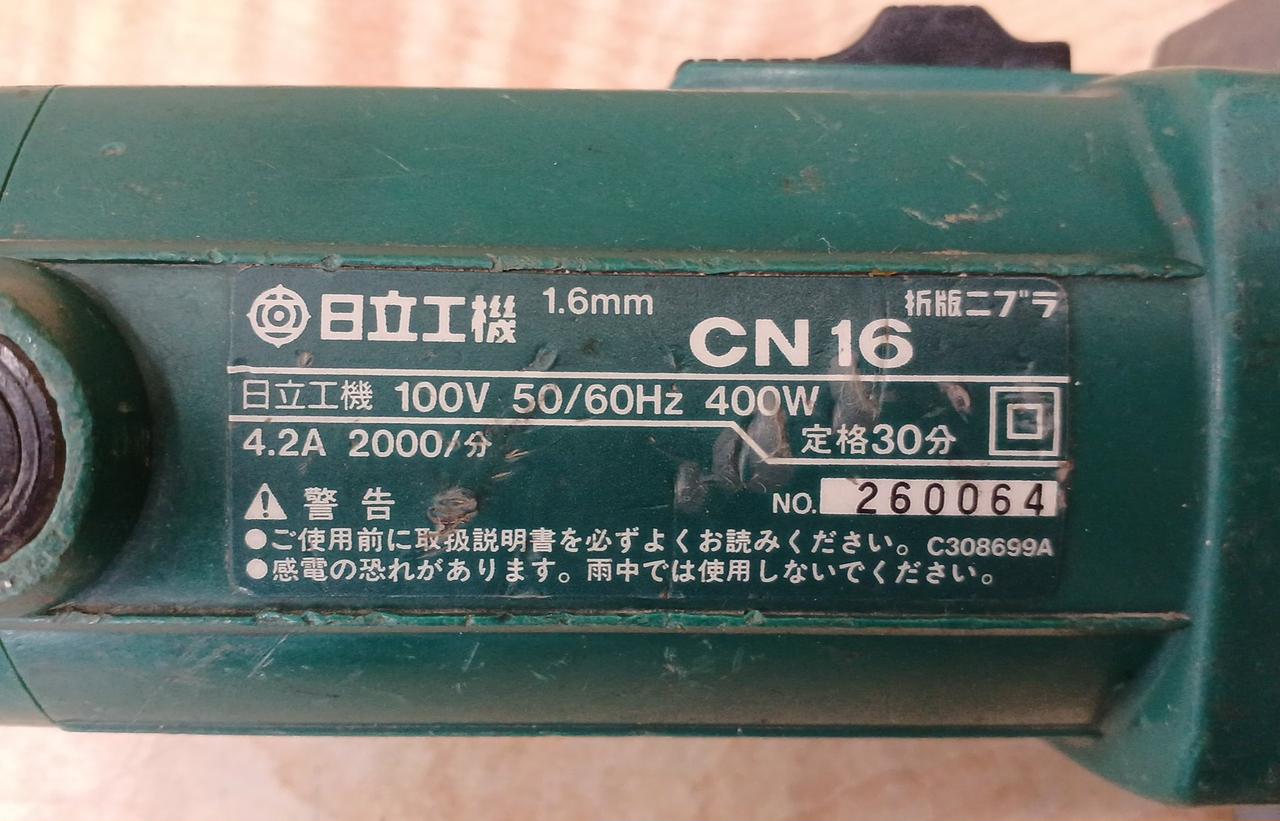 日立工機 1.6mm 折版ニブラ
CN 16
日立工機 100V 50/60Hz 400W
4.2A 2000/分 定格30分
警告 NO. 260064
●ご使用前に取扱説明書を必ずよくお読みください。 C308699A
●感電の恐れがあります。雨中では使用しないでください。